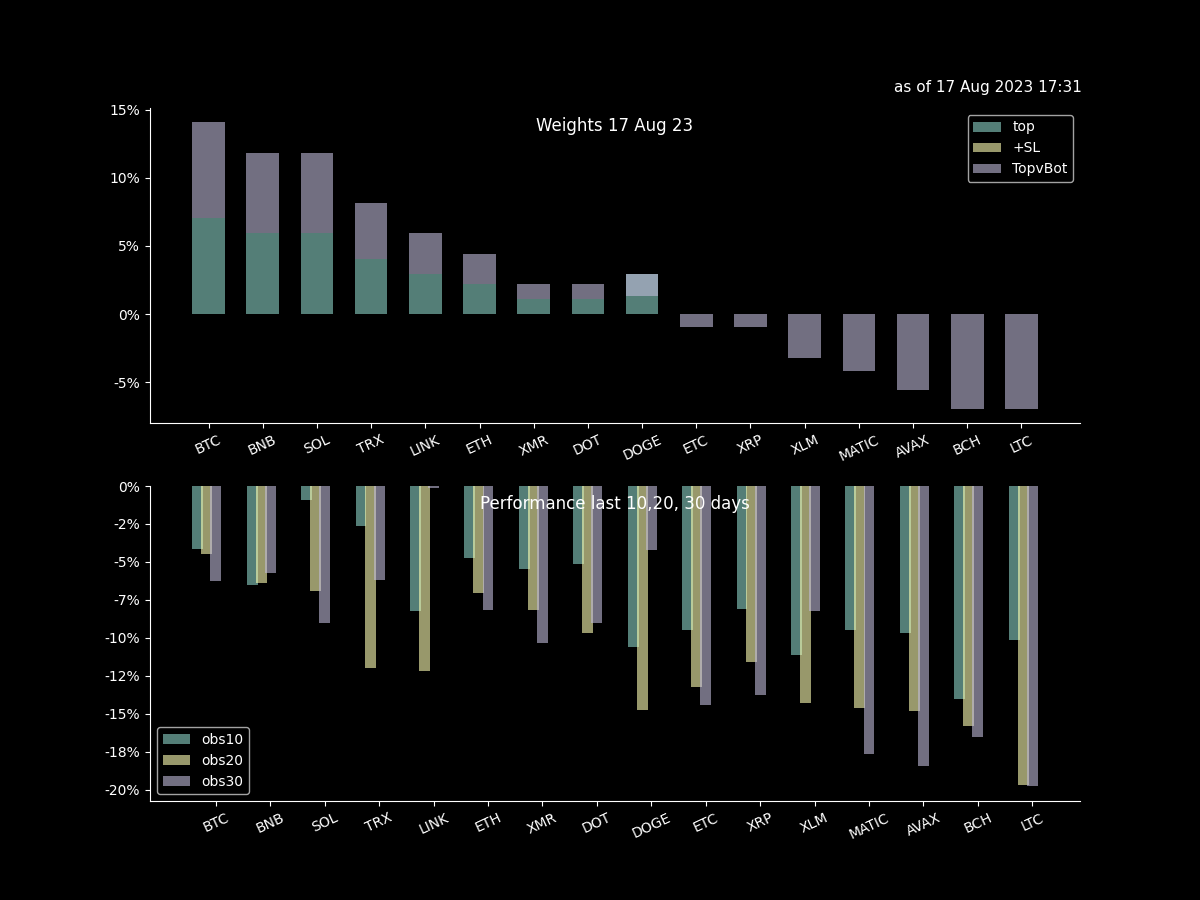 as of 17 Aug 2023 17:31
Weights 17 Aug 23
top
+SL
TopvBot
15%
10%
5%
0%
-5%
BTC BNB SOL TRX LINK ETH XMR DOT DOGE ETC XRP XLM MATIC AVAX BCH LTC
Performance last 10,20, 30 days
0%
-2%
-5%
-7%
-10%
-12%
-15%
-18%
-20%
obs10
obs20
obs30
BTC BNB SOL TRX LINK ETH XMR DOT DOGE ETC XRP XLM MATIC AVAX BCH LTC